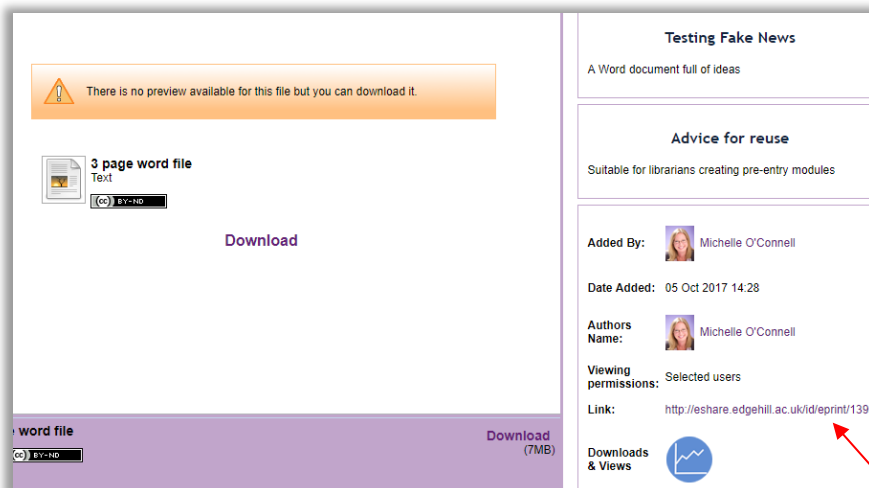 There is no preview available for this file but you can download it.
3 page word file
Text
(cc) BY-ND
Download
word file
(cc) BY-ND
Download
(7MB)
Testing Fake News
A Word document full of ideas
Advice for reuse
Suitable for librarians creating pre-entry modules
Added By: Michelle O'Connell
Date Added: 05 Oct 2017 14:28
Authors
Name: Michelle O'Connell
Viewing
permissions: Selected users
Link: http://eshare.edgehill.ac.uk/id/eprint/139
Downloads
& Views